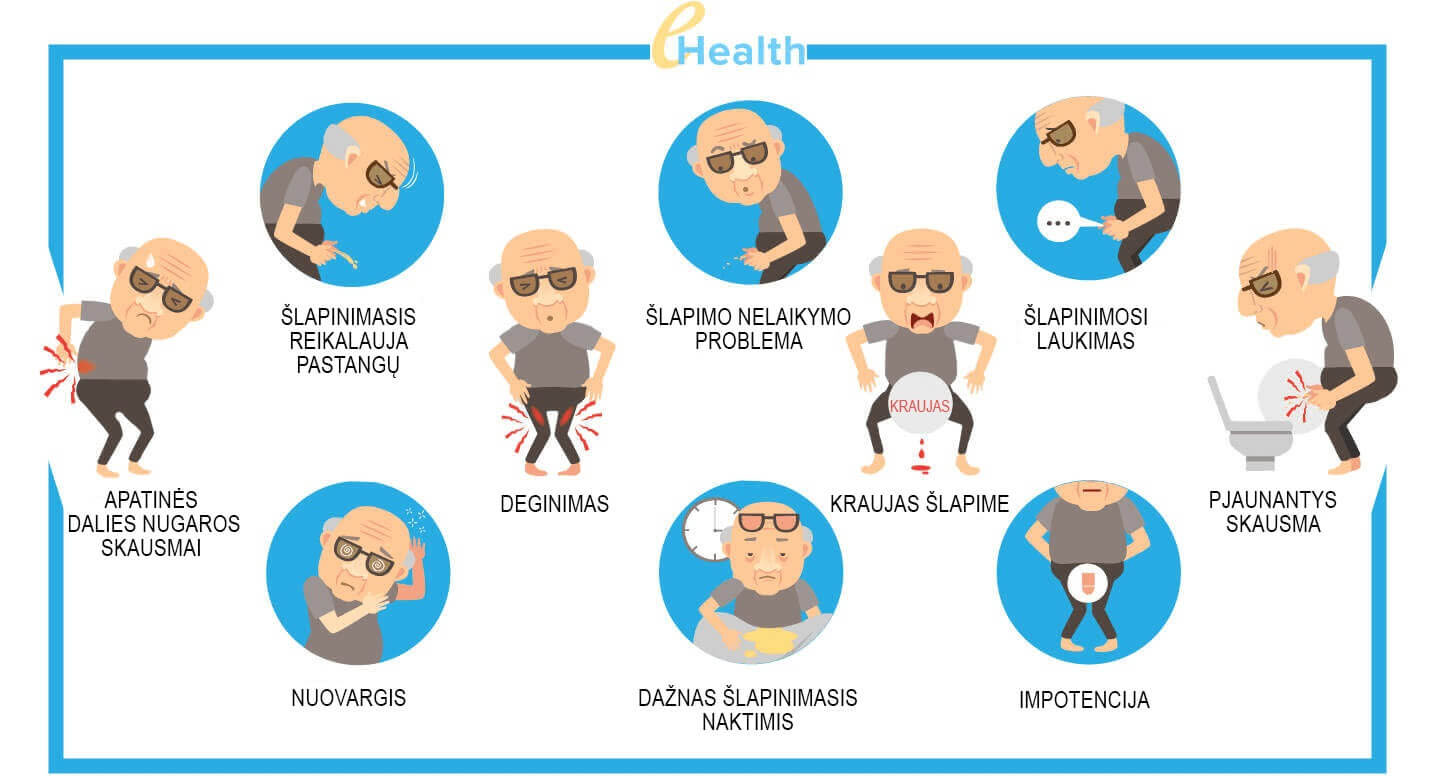 eHealth
ŠLAPINIMASIS
REIKALAUJA
PASTANGŲ
ŠLAPIMO NELAIKYMO
PROBLEMA
ŠLAPINIMOSI
LAUKIMAS
APATINĖS
DALIES NUGAROS
SKAUSMAI
DEGINIMAS
KRAUJAS
KRAUJAS ŠLAPIME
PJAUNANTYS
SKAUSMA
NUOVARGIS
DAŽNAS ŠLAPINIMASIS
NAKTIMIS
IMPOTENCIJA